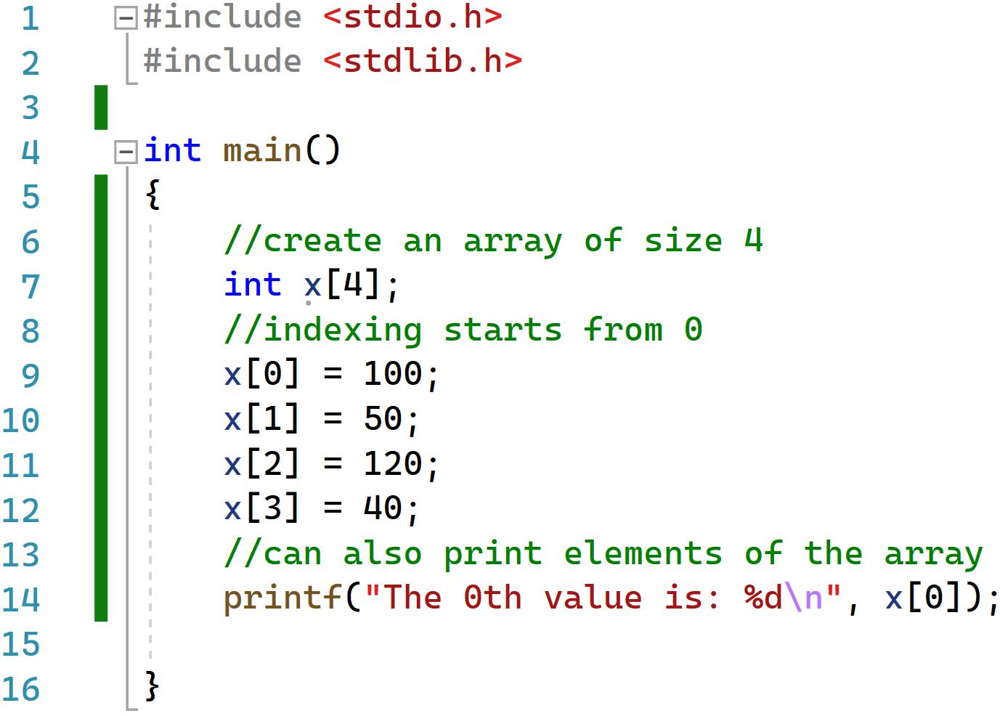 1 #include <stdio.h>
2 #include <stdlib.h>
3
4 int main()
5 {
6 //create an array of size 4
7 int x[4];
8 //indexing starts from 0
9 x[0] = 100;
10 x[1] = 50;
11 x[2] = 120;
12 x[3] = 40;
13 //can also print elements of the array
14 printf("The 0th value is: %d\n", x[0]);
15
16 }